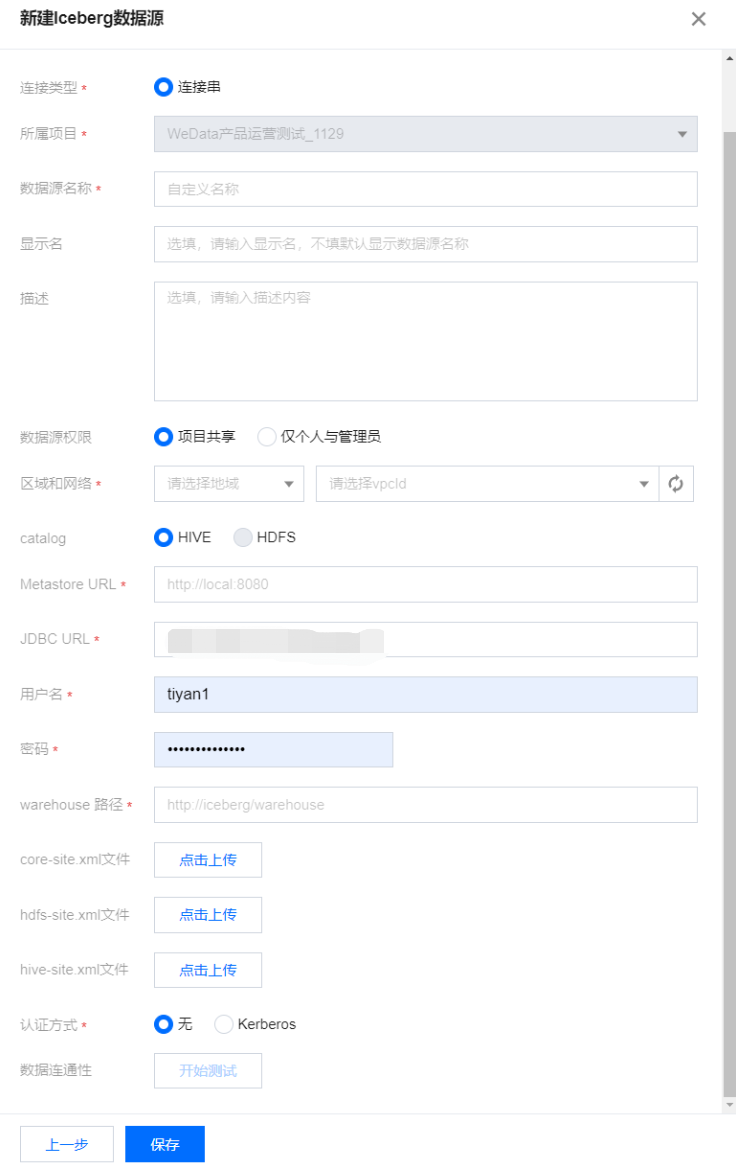 新建Iceberg数据源
连接类型 * 连接串
所属项目 * WeData产品运营测试_1129
数据源名称 * 自定义名称
显示名 选填，请输入显示名，不填默认显示数据源名称
描述 选填，请输入描述内容
数据源权限 项目共享 仅个人与管理员
区域和网络 * 请选择地域 请选择vpcId
catalog HIVE HDFS
Metastore URL * http://local:8080
JDBC URL *
用户名 * tiyan1
密码 * ••••••••••••••
warehouse 路径 * http://iceberg/warehouse
core-site.xml文件 点击上传
hdfs-site.xml文件 点击上传
hive-site.xml文件 点击上传
认证方式 * 无 Kerberos
数据连通性 开始测试
上一步 保存